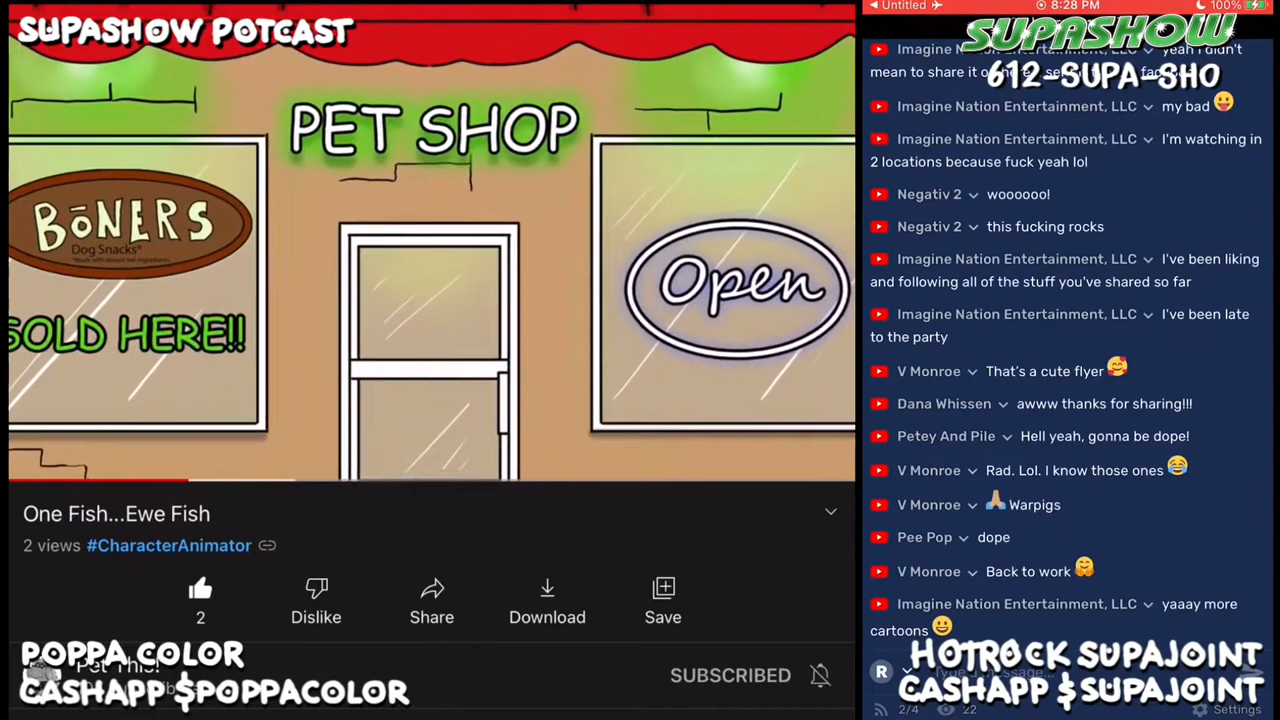 SUPASHOW POTCAST
PET SHOP
BōNERS
Dog Snacks*
SOLD HERE!!
Open
One Fish...Ewe Fish
2 views #CharacterAnimator
2
Dislike
Share
Download
Save
Pet This!
SUBSCRIBED
POPPA COLOR
CASHAPP $POPPACOLOR
Untitled
8:28 PM
100%
SUPASHOW
612-SUPA-SHO
yeah I didn't
mean to share it
Imagine Nation Entertainment, LLC my bad 😛
Imagine Nation Entertainment, LLC I'm watching in
2 locations because fuck yeah lol
Negativ 2 woooooo!
Negativ 2 this fucking rocks
Imagine Nation Entertainment, LLC I've been liking
and following all of the stuff you've shared so far
Imagine Nation Entertainment, LLC I've been late
to the party
V Monroe That's a cute flyer 🥰
Dana Whissen awww thanks for sharing!!!
Petey And Pile Hell yeah, gonna be dope!
V Monroe Rad. Lol. I know those ones 😂
V Monroe 🙏🏼 Warpigs
Pee Pop dope
V Monroe Back to work 🤗
Imagine Nation Entertainment, LLC yaaay more
cartoons 😀
R
HOTROCK SUPAJOINT
CASHAPP $SUPAJOINT
2/4 22 Settings